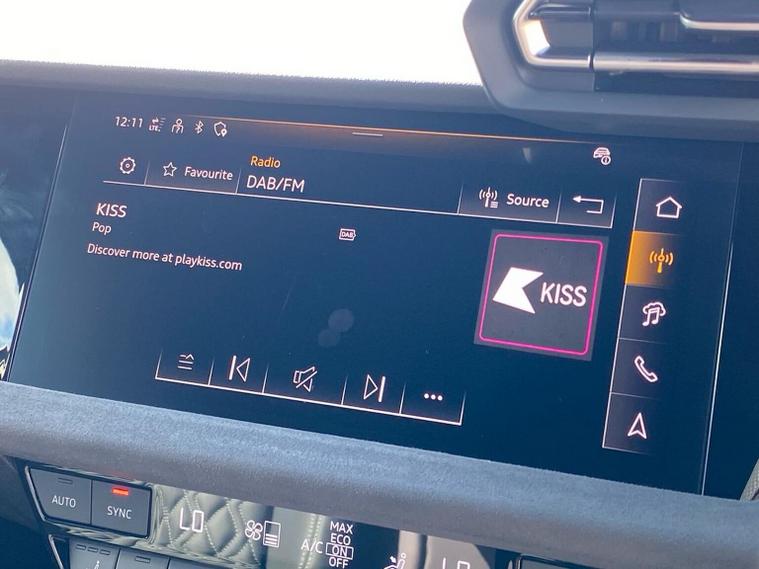 12:11 LTE
Radio
Favourite DAB/FM Source
KISS
Pop
DAB
Discover more at playkiss.com
KISS
AUTO SYNC LO A/C MAX
ECO
ON
OFF
LO